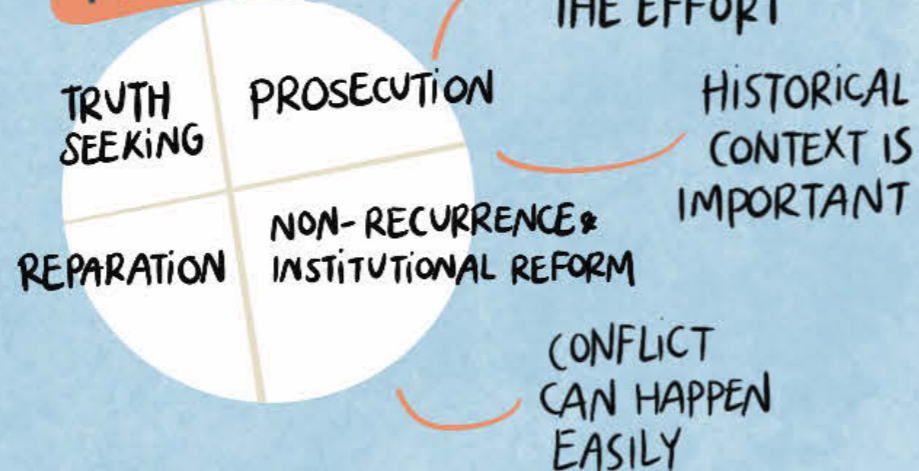 THE EFFORT
TRUTH
SEEKING
PROSECUTION
HISTORICAL
CONTEXT IS
IMPORTANT
REPARATION
NON-RECURRENCE &
INSTITUTIONAL REFORM
CONFLICT
CAN HAPPEN
EASILY